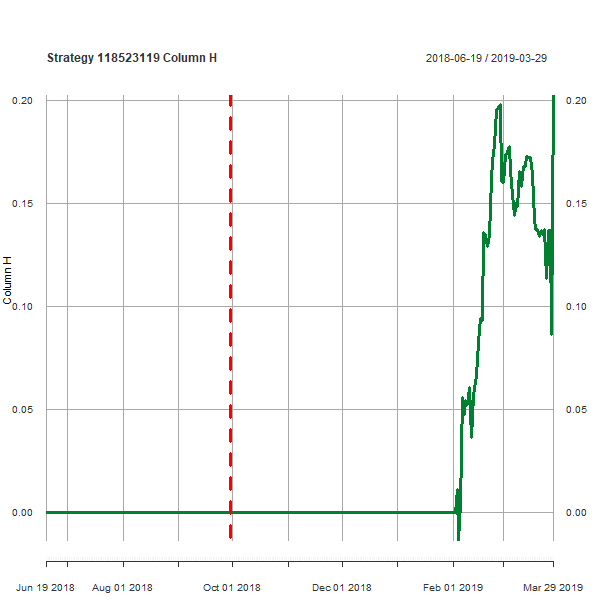 Strategy 118523119 Column H
2018-06-19 / 2019-03-29
0.20 0.20
0.15 0.15
Column H
0.10 0.10
0.05 0.05
0.00 0.00
Jun 19 2018 Aug 01 2018 Oct 01 2018 Dec 01 2018 Feb 01 2019 Mar 29 2019